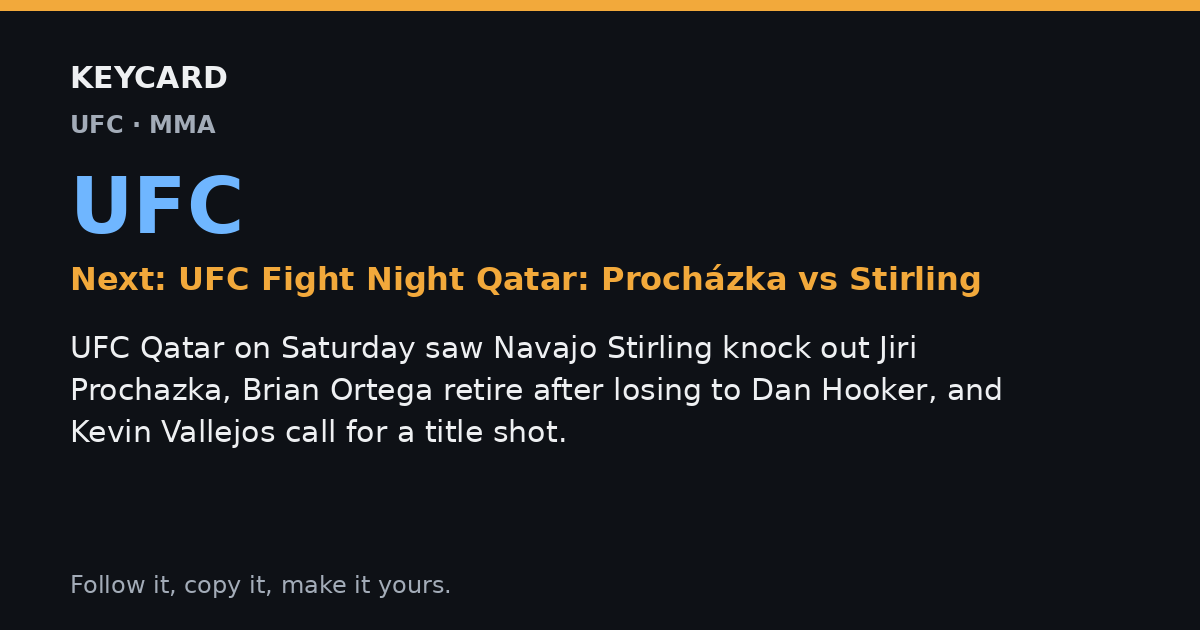 KEYCARD
UFC · MMA
UFC
Next: UFC Fight Night Qatar: Procházka vs Stirling
UFC Qatar on Saturday saw Navajo Stirling knock out Jiri
Prochazka, Brian Ortega retire after losing to Dan Hooker, and
Kevin Vallejos call for a title shot.
Follow it, copy it, make it yours.